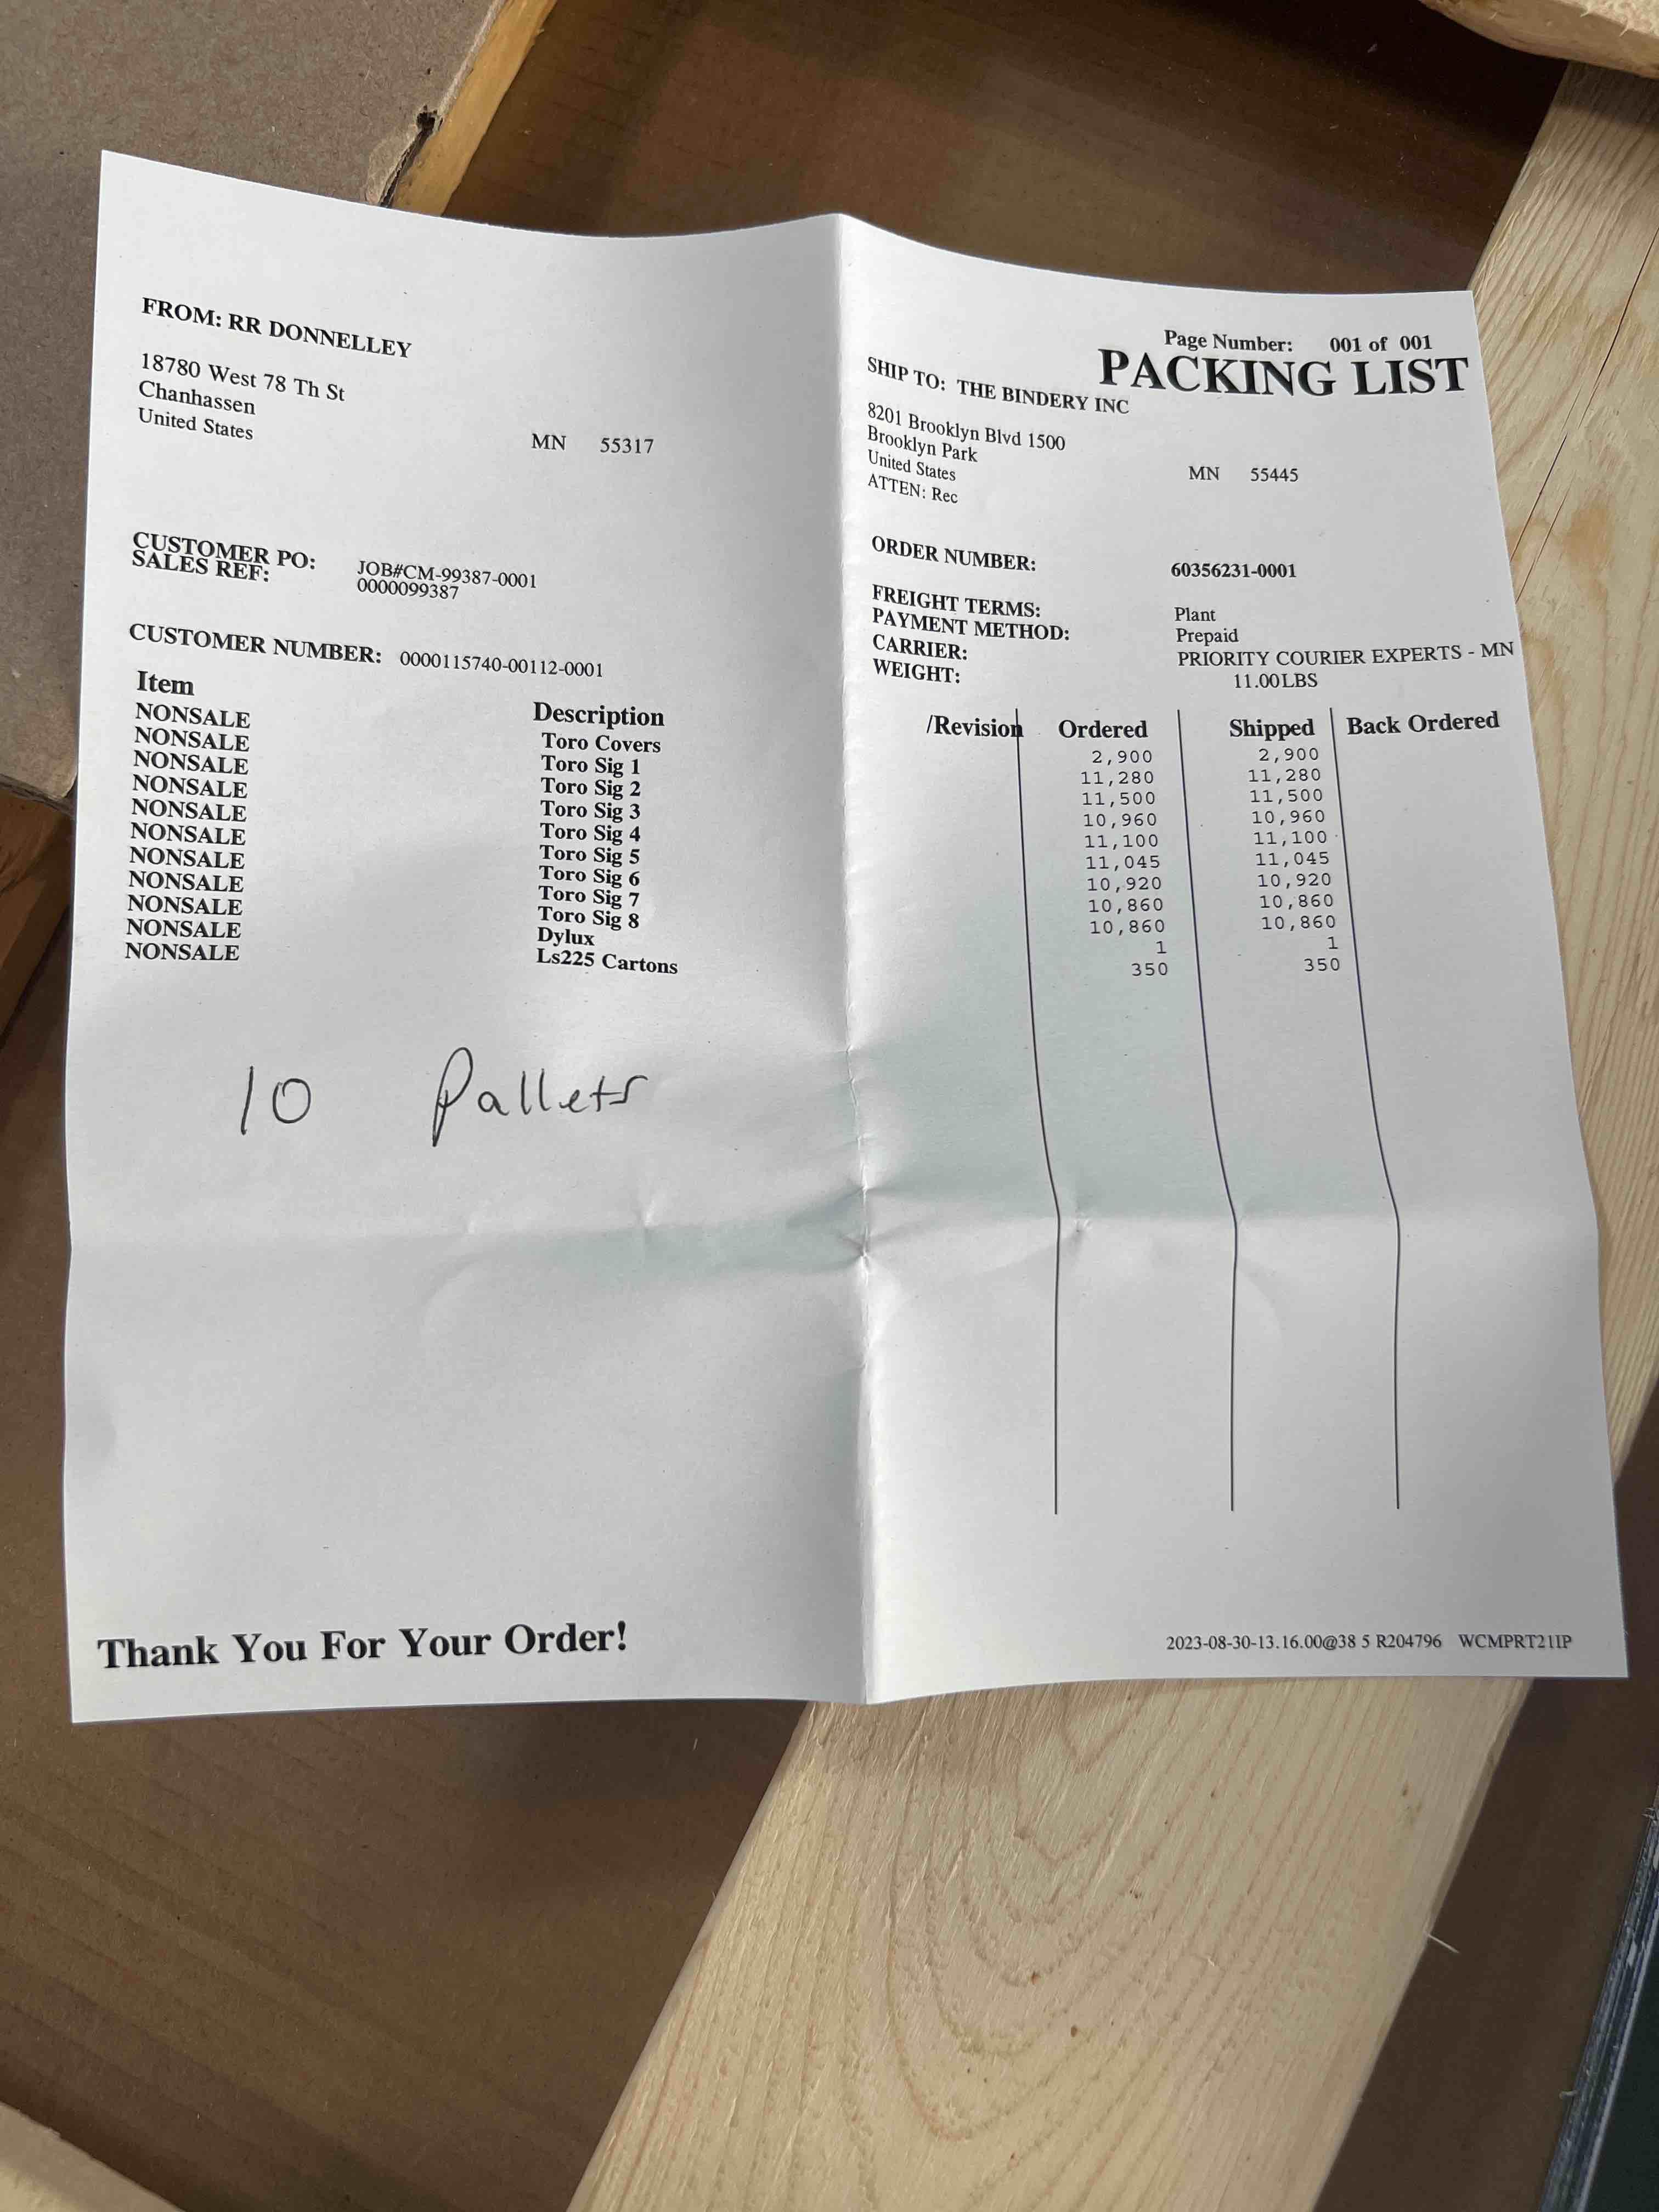 FROM: RR DONNELLEY
18780 West 78 Th St
Chanhassen
United States
MN 55317
Page Number: 001 of 001
PACKING LIST
SHIP TO: THE BINDERY INC
8201 Brooklyn Blvd 1500
Brooklyn Park
United States
MN 55445
ATTEN: Rec
CUSTOMER PO: JOB#CM-99387-0001
SALES REF: 0000099387
CUSTOMER NUMBER: 0000115740-00112-0001
ORDER NUMBER: 60356231-0001
FREIGHT TERMS: Plant
PAYMENT METHOD: Prepaid
CARRIER: PRIORITY COURIER EXPERTS - MN
WEIGHT: 11.00LBS
Item Description /Revision Ordered Shipped Back Ordered
NONSALE Toro Covers 2,900 2,900
NONSALE Toro Sig 1 11,280 11,280
NONSALE Toro Sig 2 11,500 11,500
NONSALE Toro Sig 3 10,960 10,960
NONSALE Toro Sig 4 11,100 11,100
NONSALE Toro Sig 5 11,045 11,045
NONSALE Toro Sig 6 10,920 10,920
NONSALE Toro Sig 7 10,860 10,860
NONSALE Toro Sig 8 10,860 10,860
NONSALE Dylux 1 1
NONSALE Ls225 Cartons 350 350
10 Pallets
Thank You For Your Order!
2023-08-30-13.16.00@38 5 R204796 WCMPRT21IP